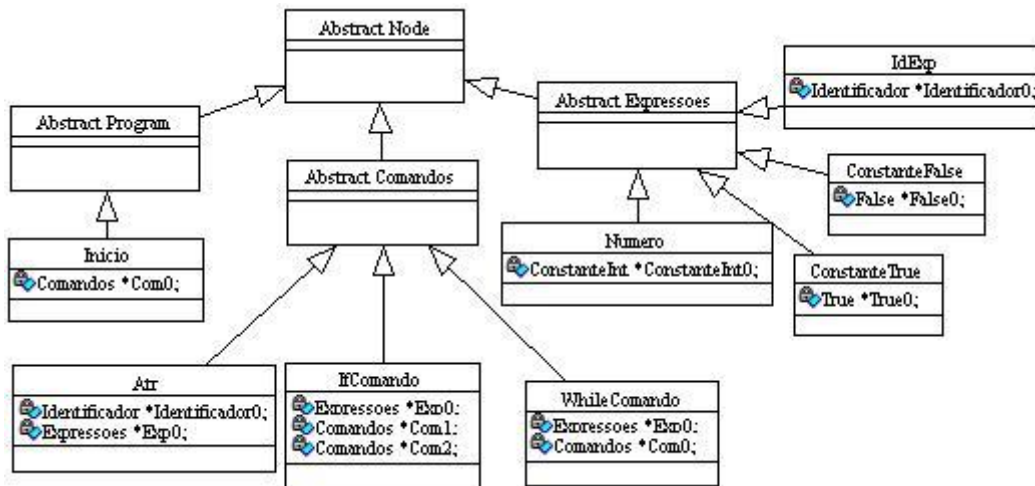 Abstract Node
IdExp
Identificador *Identificador0;
Abstract Program
Abstract Expressoes
Abstract Comandos
ConstanteFalse
False *False0;
Inicio
Comandos *Com0;
Numero
ConstanteInt *ConstanteInt0;
ConstanteTrue
True *True0;
Atr
Identificador *Identificador0;
Expressoes *Exp0;
IfComando
Expressoes *Exp0;
Comandos *Com1;
Comandos *Com2;
WhileComando
Expressoes *Exp0;
Comandos *Com0;